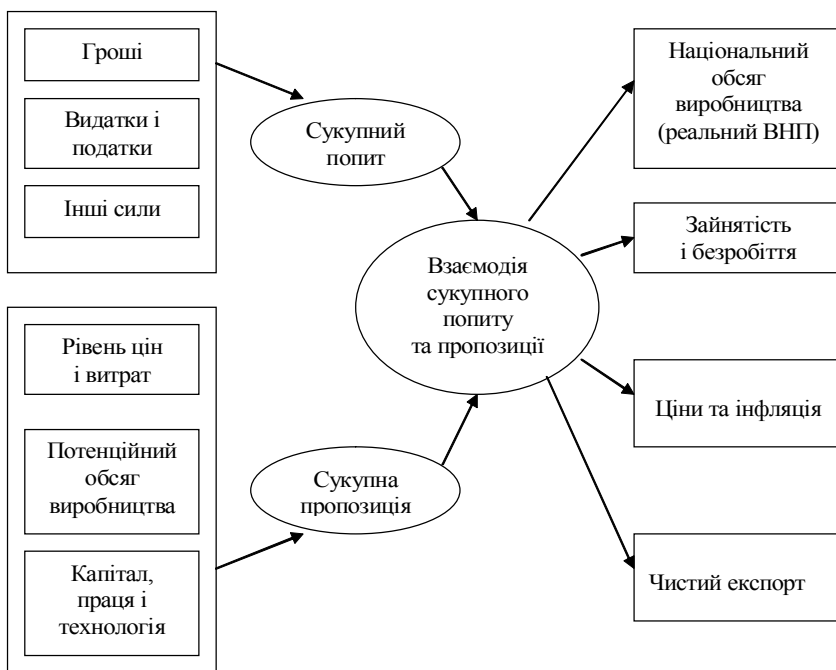 Гроші
Видатки і
податки
Інші сили
Рівень цін
і витрат
Потенційний
обсяг
виробництва
Капітал,
праця і
технологія
Сукупний
попит
Сукупна
пропозиція
Взаємодія
сукупного
попиту
та пропозиції
Національний
обсяг
виробництва
(реальний ВНП)
Зайнятість
і безробіття
Ціни та інфляція
Чистий експорт